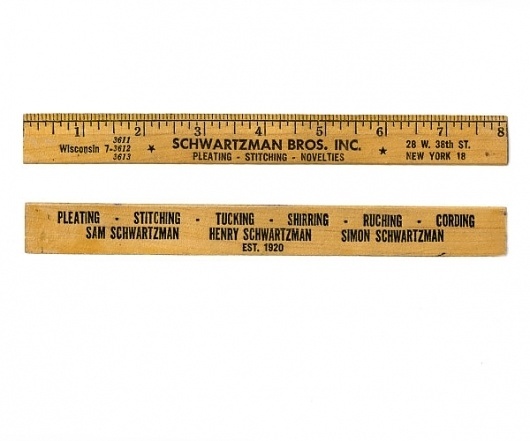 1 2 3 4 5 6 7 8
3611
Wisconsin 7-3612
3613
★ SCHWARTZMAN BROS. INC. ★
PLEATING - STITCHING - NOVELTIES
28 W. 38th ST.
NEW YORK 18
PLEATING - STITCHING - TUCKING - SHIRRING - RUCHING - CORDING
SAM SCHWARTZMAN HENRY SCHWARTZMAN SIMON SCHWARTZMAN
EST. 1920